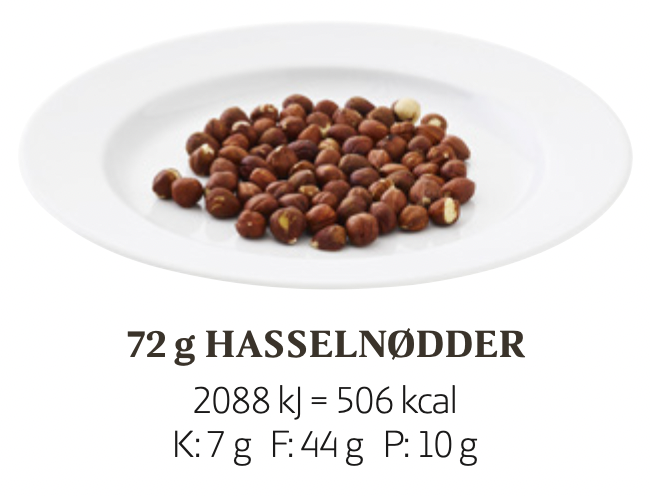 72 g HASSELNØDDER
2088 kJ = 506 kcal
K: 7 g F: 44 g P: 10 g